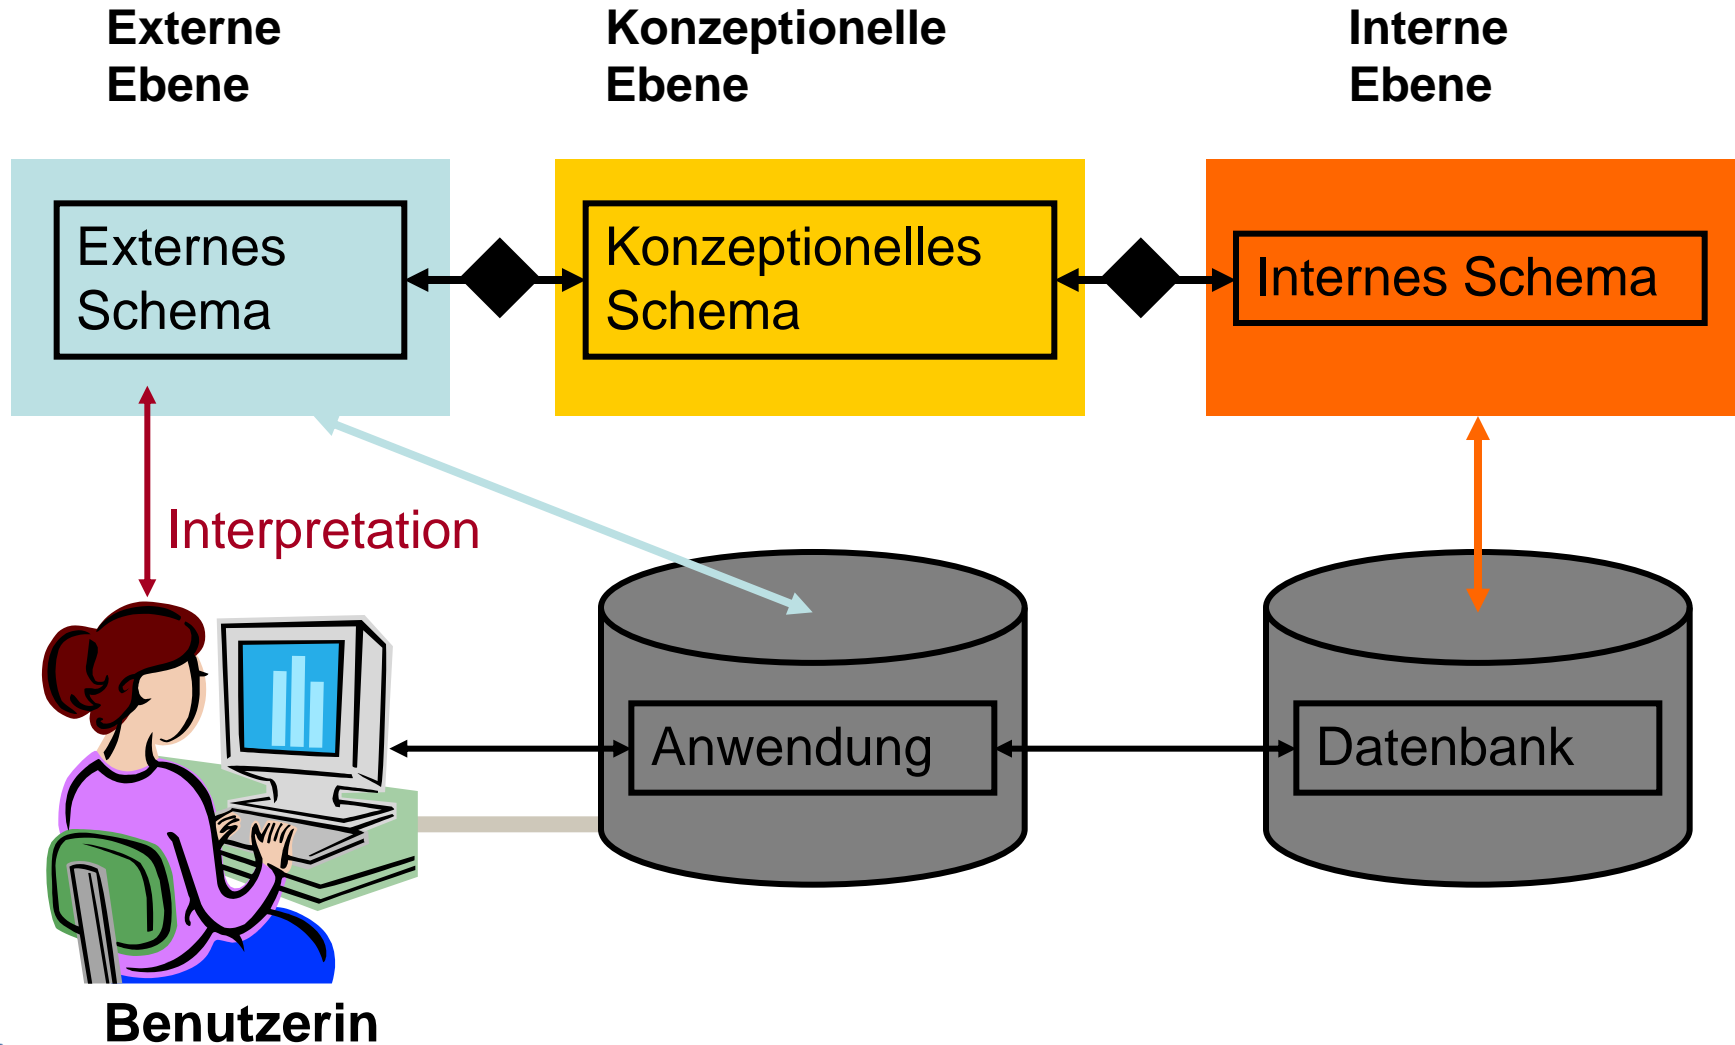 Externe
Ebene
Konzeptionelle
Ebene
Interne
Ebene
Externes
Schema
Konzeptionelles
Schema
Internes Schema
Interpretation
Anwendung
Datenbank
Benutzerin